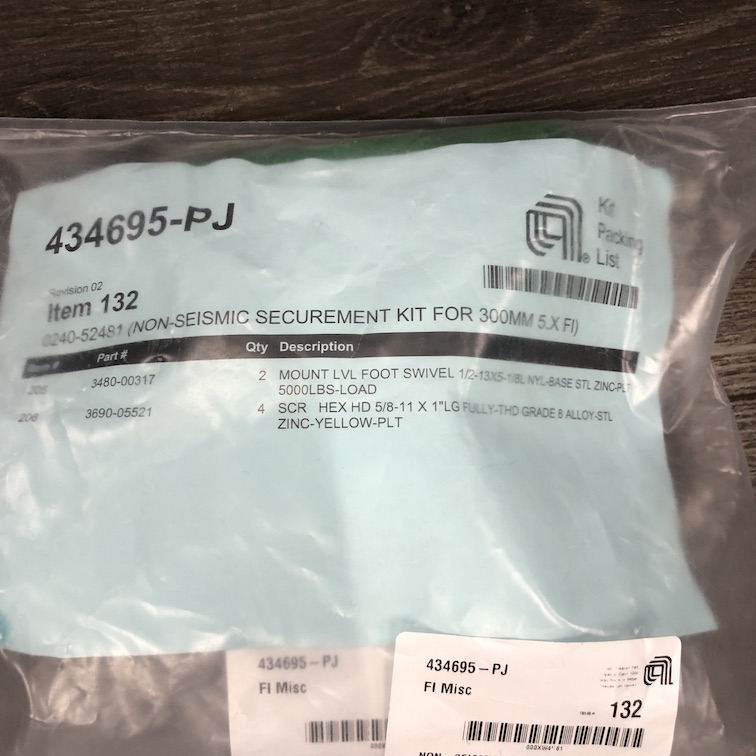 434695-PJ
Kit
Packing
List
Revision 02
Item 132
0240-52481 (NON-SEISMIC SECUREMENT KIT FOR 300MM 5.X FI)
Part # Qty Description
205 3480-00317 2 MOUNT LVL FOOT SWIVEL 1/2-13X5-1/8L NYL-BASE STL ZINC-PLT
5000LBS-LOAD
206 3690-05521 4 SCR HEX HD 5/8-11 X 1"LG FULLY-THD GRADE 8 ALLOY-STL
ZINC-YELLOW-PLT
434695-PJ
FI Misc
434695-PJ
FI Misc
132